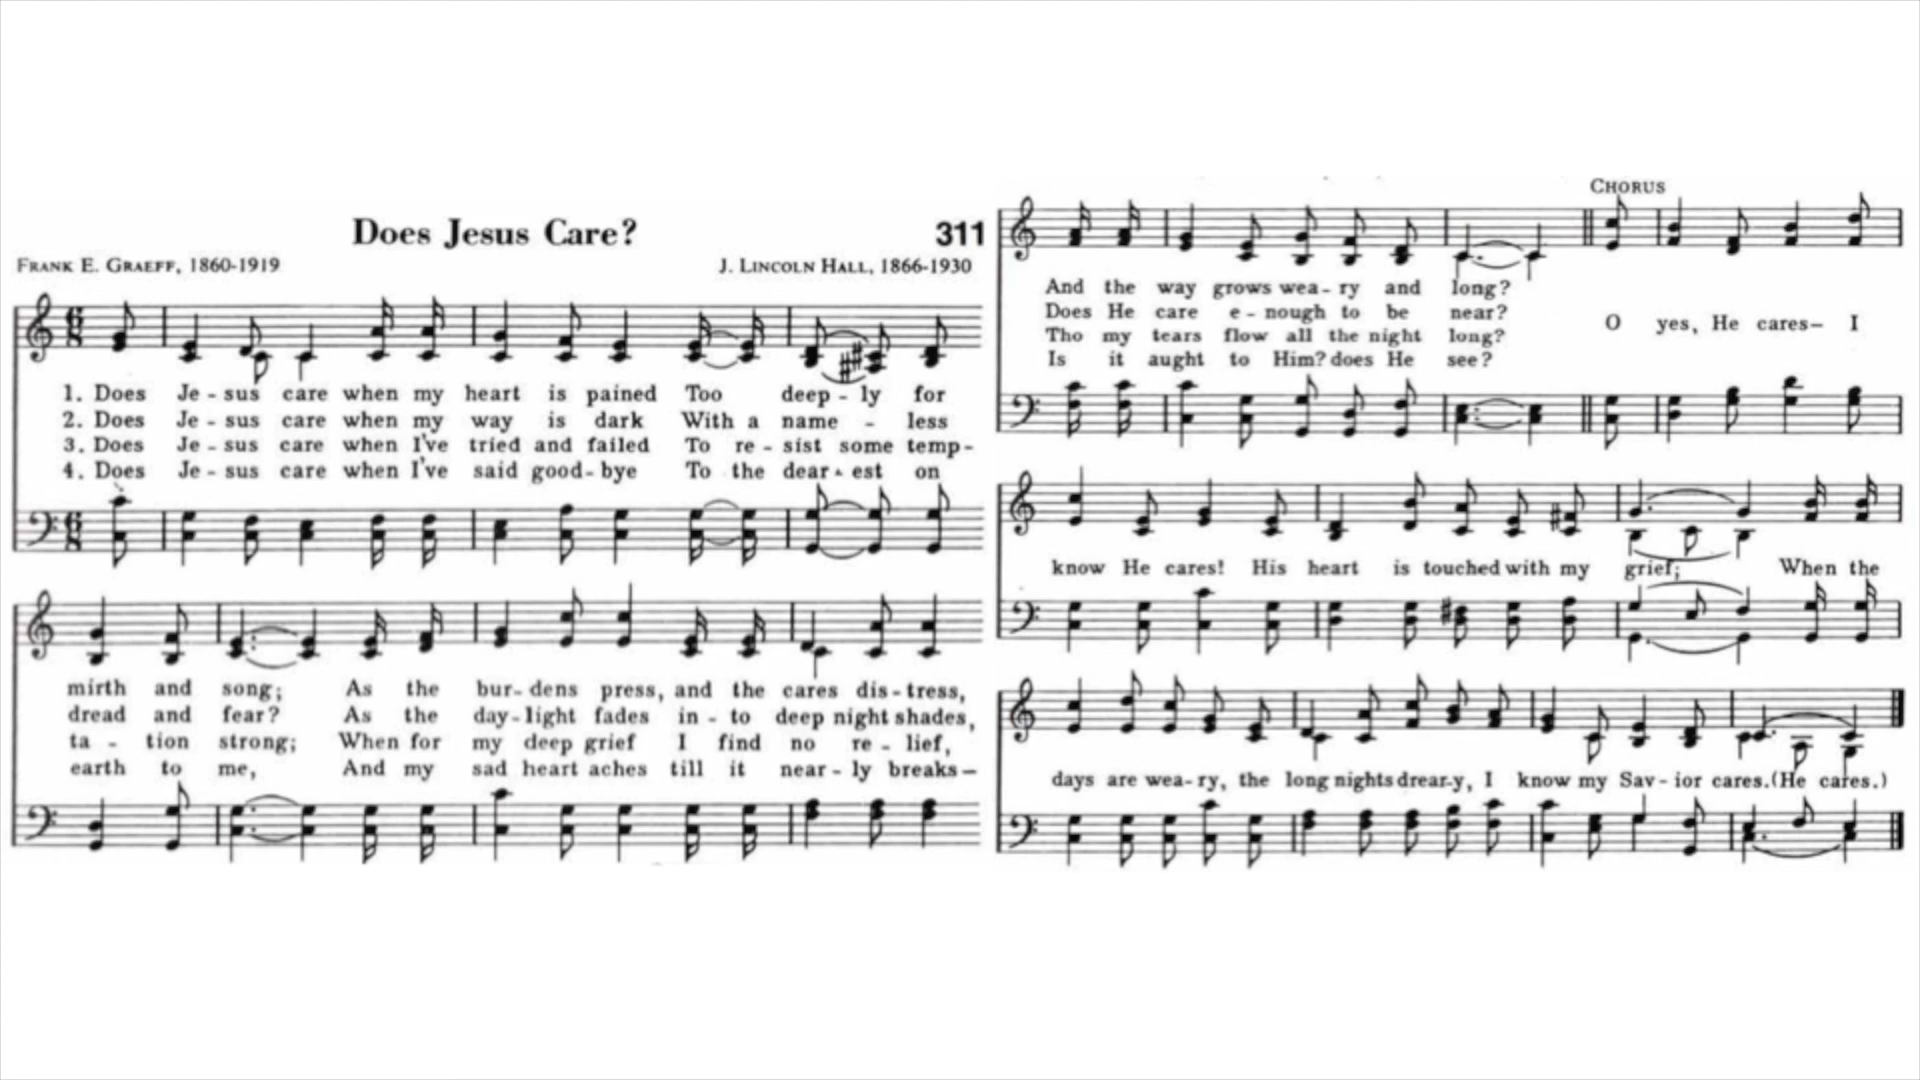 Does Jesus Care?
311
FRANK E. GRAEFF, 1860-1919
J. LINCOLN HALL, 1866-1930
1. Does Je - sus care when my heart is pained Too deep - ly for
2. Does Je - sus care when my way is dark With a name - less
3. Does Je - sus care when I've tried and failed To re - sist some temp-
4. Does Je - sus care when I've said good-bye To the dear - est on
mirth and song; As the bur-dens press, and the cares dis-tress,
dread and fear? As the day-light fades in - to deep night shades,
ta - tion strong; When for my deep grief I find no re - lief,
earth to me, And my sad heart aches till it near - ly breaks—
CHORUS
And the way grows wea - ry and long?
Does He care e - nough to be near?
Tho my tears flow all the night long?
Is it aught to Him? does He see?
O yes, He cares— I
know He cares! His heart is touched with my grief; When the
days are wea-ry, the long nights drear-y, I know my Sav - ior cares. (He cares.)